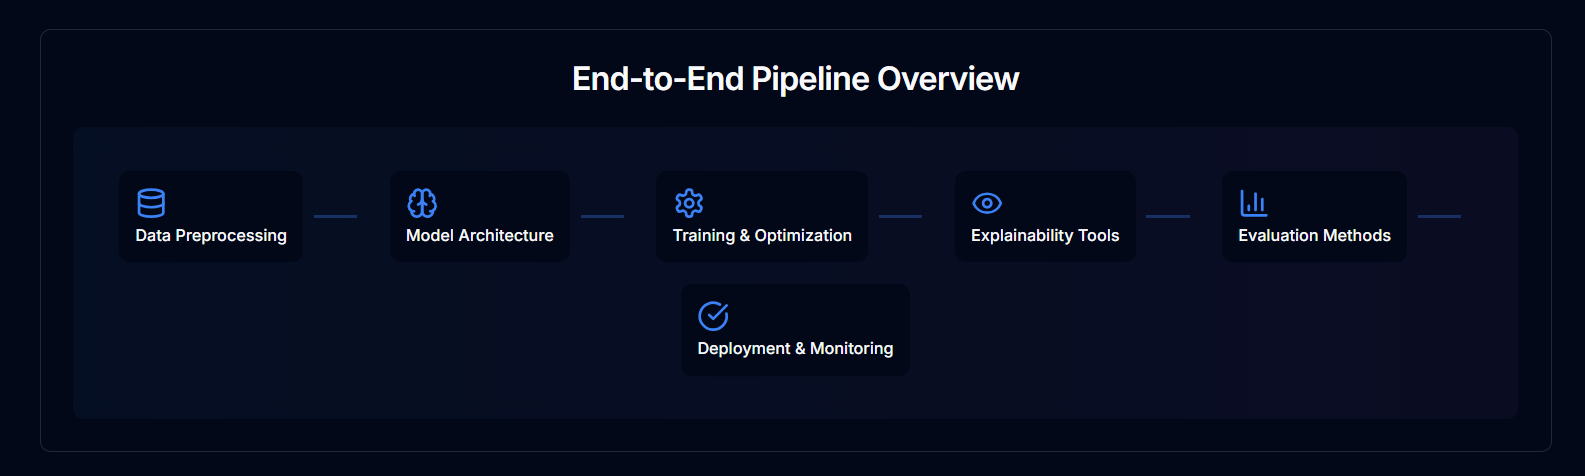 End-to-End Pipeline Overview
Data Preprocessing
Model Architecture
Training & Optimization
Explainability Tools
Evaluation Methods
Deployment & Monitoring